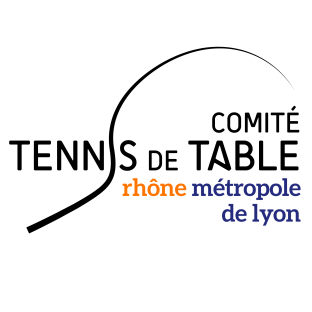 COMITÉ
TENNIS DE TABLE
rhône métropole
de lyon